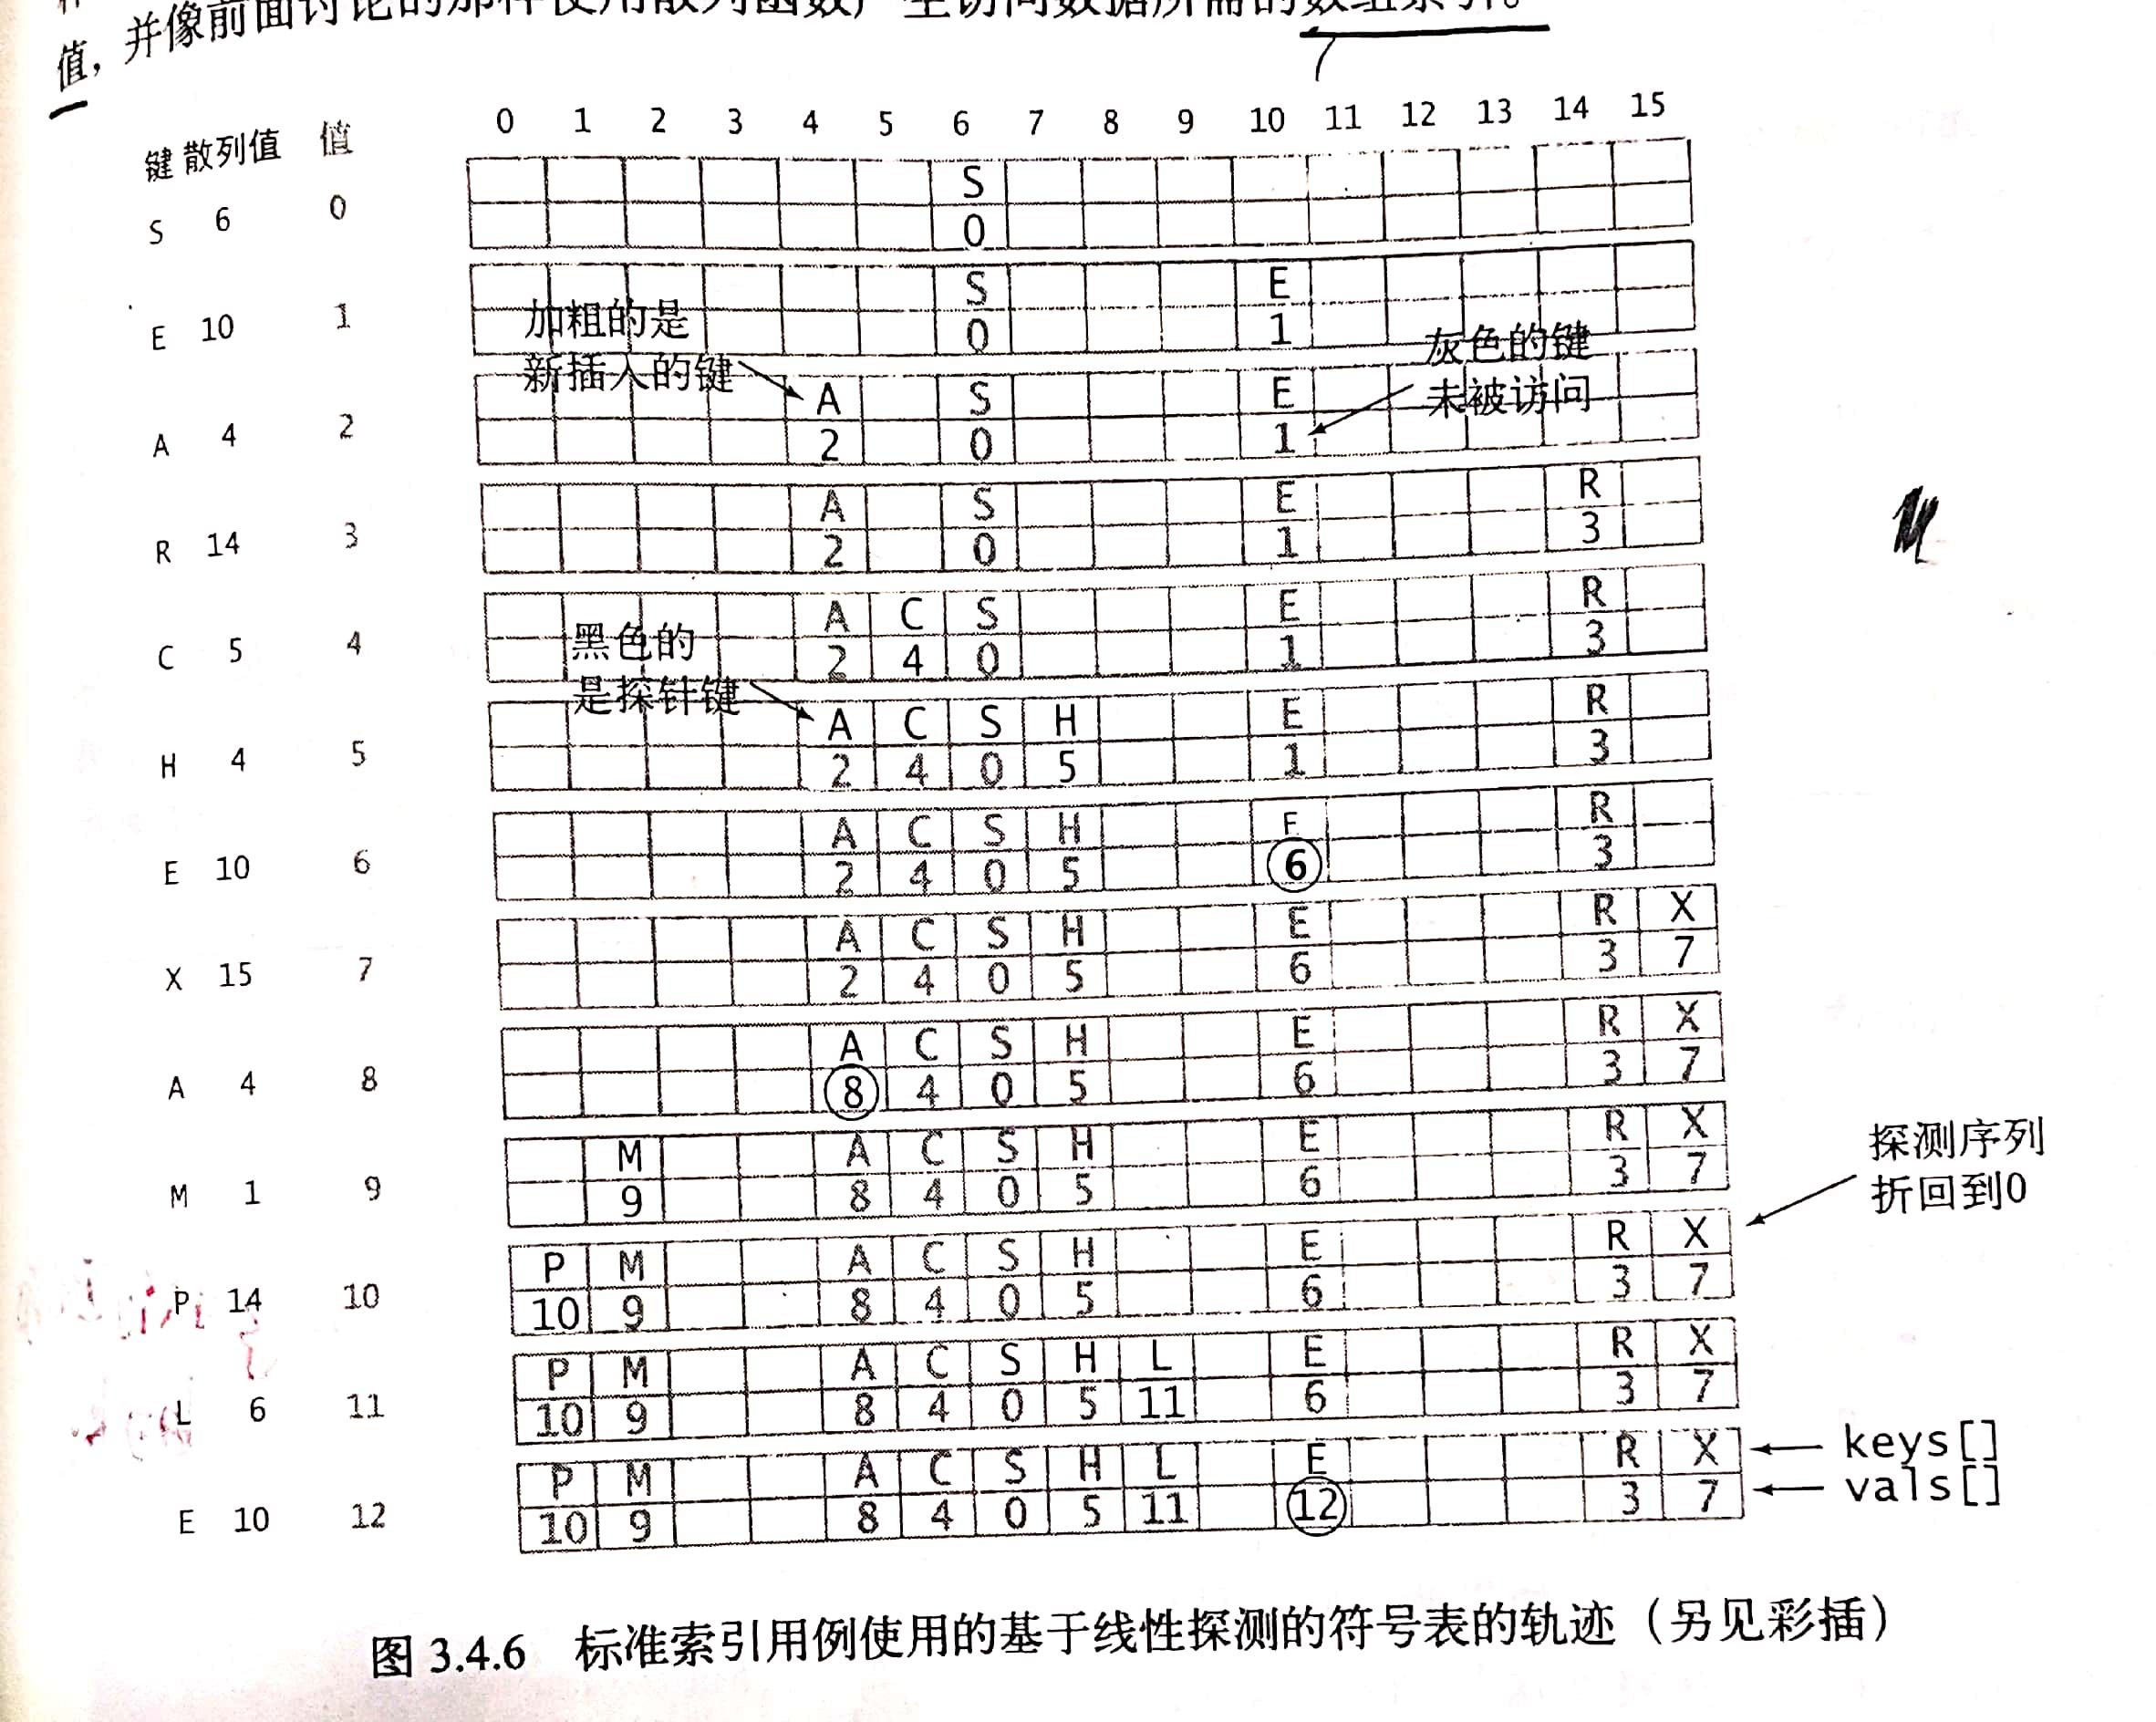 值，并像前面讨论的那样使用散列函数产生访问数据所需的数组索引。
键 散列值 值 0 1 2 3 4 5 6 7 8 9 10 11 12 13 14 15
S 6 0 S
0
E 10 1 S E
0 1
加粗的是
新插入的键
灰色的键
未被访问
A 4 2 A S E
2 0 1
R 14 3 A S E R
2 0 1 3
C 5 4 A C S E R
2 4 0 1 3
黑色的
是探针键
H 4 5 A C S H E R
2 4 0 5 1 3
E 10 6 A C S H E R
2 4 0 5 6 3
X 15 7 A C S H E R X
2 4 0 5 6 3 7
A 4 8 A C S H E R X
8 4 0 5 6 3 7
M 1 9 M A C S H E R X
9 8 4 0 5 6 3 7
探测序列
折回到0
P 14 10 P M A C S H E R X
10 9 8 4 0 5 6 3 7
L 6 11 P M A C S H L E R X
10 9 8 4 0 5 11 6 3 7
E 10 12 P M A C S H L E R X keys[]
10 9 8 4 0 5 11 12 3 7 vals[]
图 3.4.6 标准索引用例使用的基于线性探测的符号表的轨迹（另见彩插）